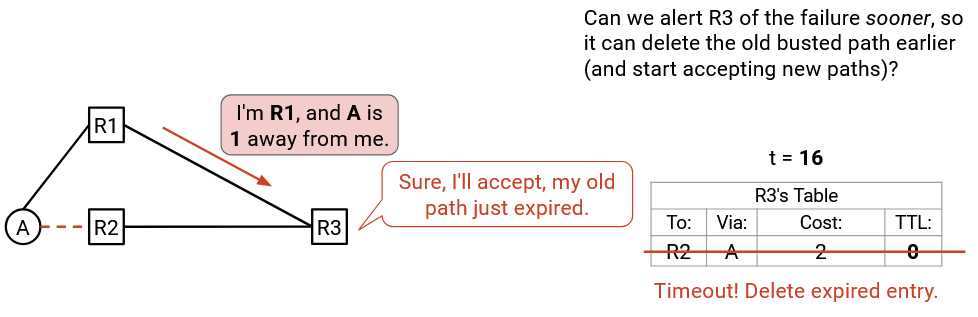 Can we alert R3 of the failure sooner, so
it can delete the old busted path earlier
(and start accepting new paths)?
I'm R1, and A is
1 away from me.
R1
Sure, I'll accept, my old
path just expired.
A
R2
R3
t = 16
R3's Table
To: Via: Cost: TTL:
R2 A 2 0
Timeout! Delete expired entry.